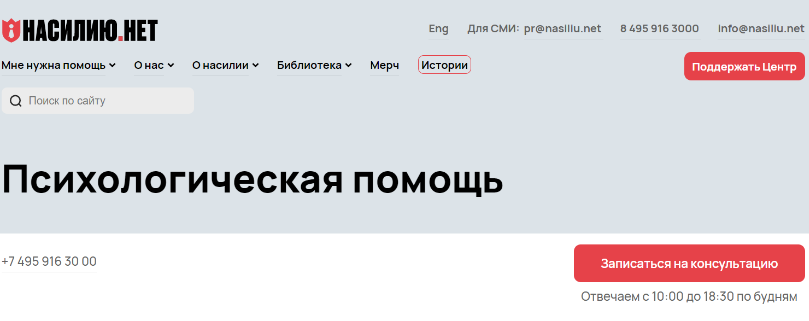 НАСИЛИЮ.НЕТ
Eng Для СМИ: pr@nasiliu.net 8 495 916 3000 info@nasiliu.net
Мне нужна помощь О нас О насилии Библиотека Мерч Истории Поддержать Центр
Поиск по сайту
Психологическая помощь
+7 495 916 30 00 Записаться на консультацию
Отвечаем с 10:00 до 18:30 по будням